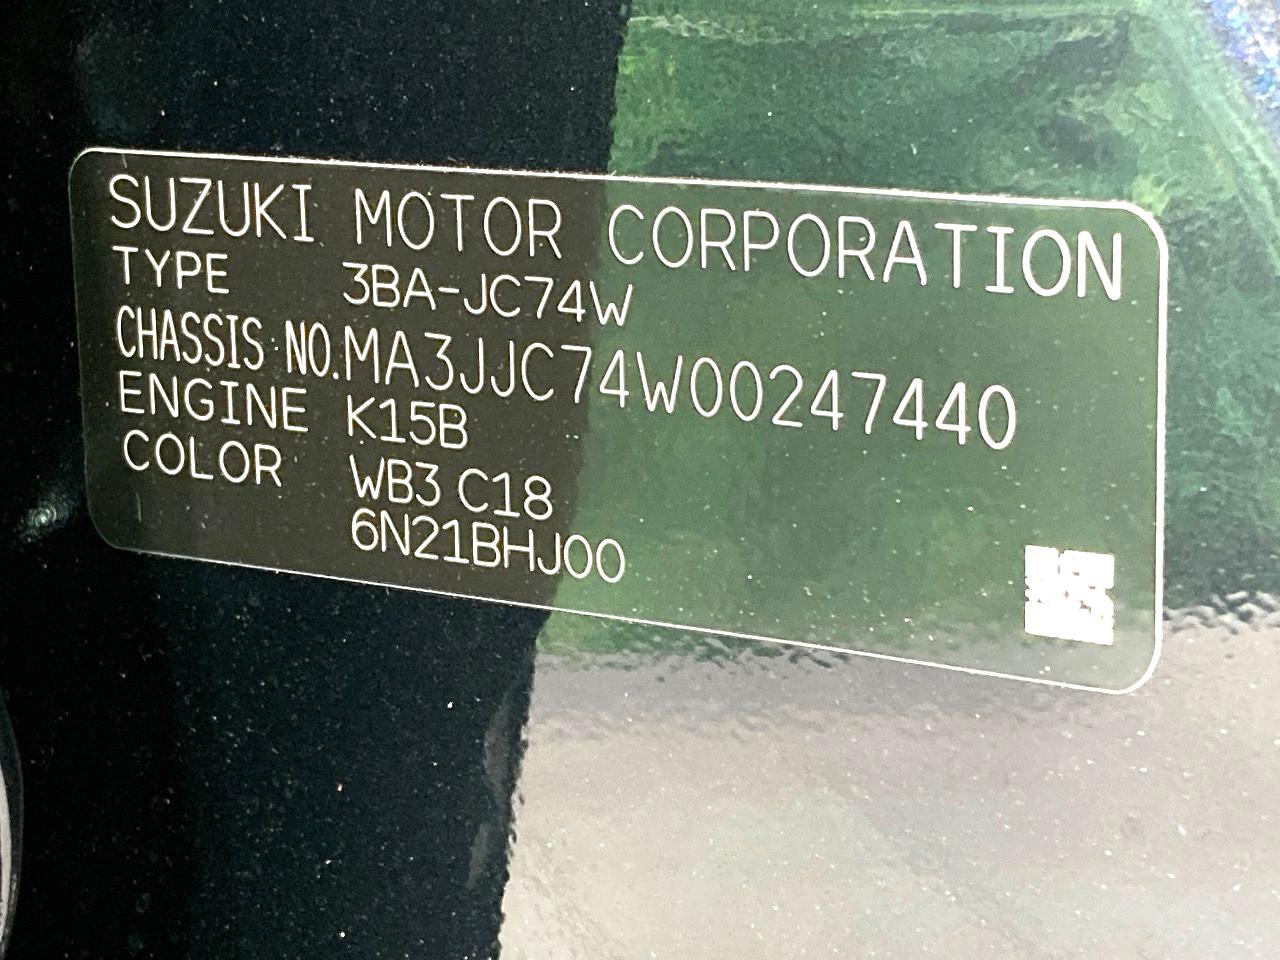 SUZUKI MOTOR CORPORATION
TYPE 3BA-JC74W
CHASSIS NO. MA3JJC74W00247440
ENGINE K15B
COLOR WB3 C18
6N21BHJ00